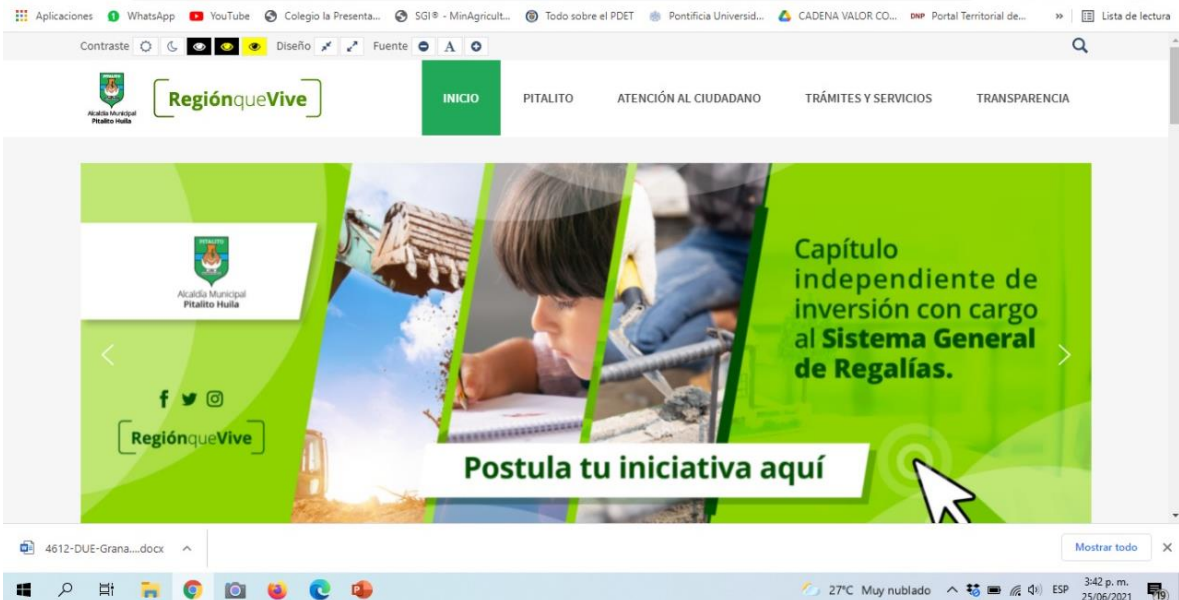 Aplicaciones WhatsApp YouTube Colegio la Presenta... SGI® - MinAgricult... Todo sobre el PDET Pontificia Universid... CADENA VALOR CO... DNP Portal Territorial de... » Lista de lectura
Contraste Diseño Fuente A
Alcaldía Municipal
Pitalito Huila
RegiónqueVive
INICIO PITALITO ATENCIÓN AL CIUDADANO TRÁMITES Y SERVICIOS TRANSPARENCIA
PITALITO
Alcaldía Municipal
Pitalito Huila
RegiónqueVive
Capítulo
independiente de
inversión con cargo
al Sistema General
de Regalías.
Postula tu iniciativa aquí
4612-DUE-Grana....docx
Mostrar todo
27°C Muy nublado ESP
3:42 p. m.
25/06/2021
19